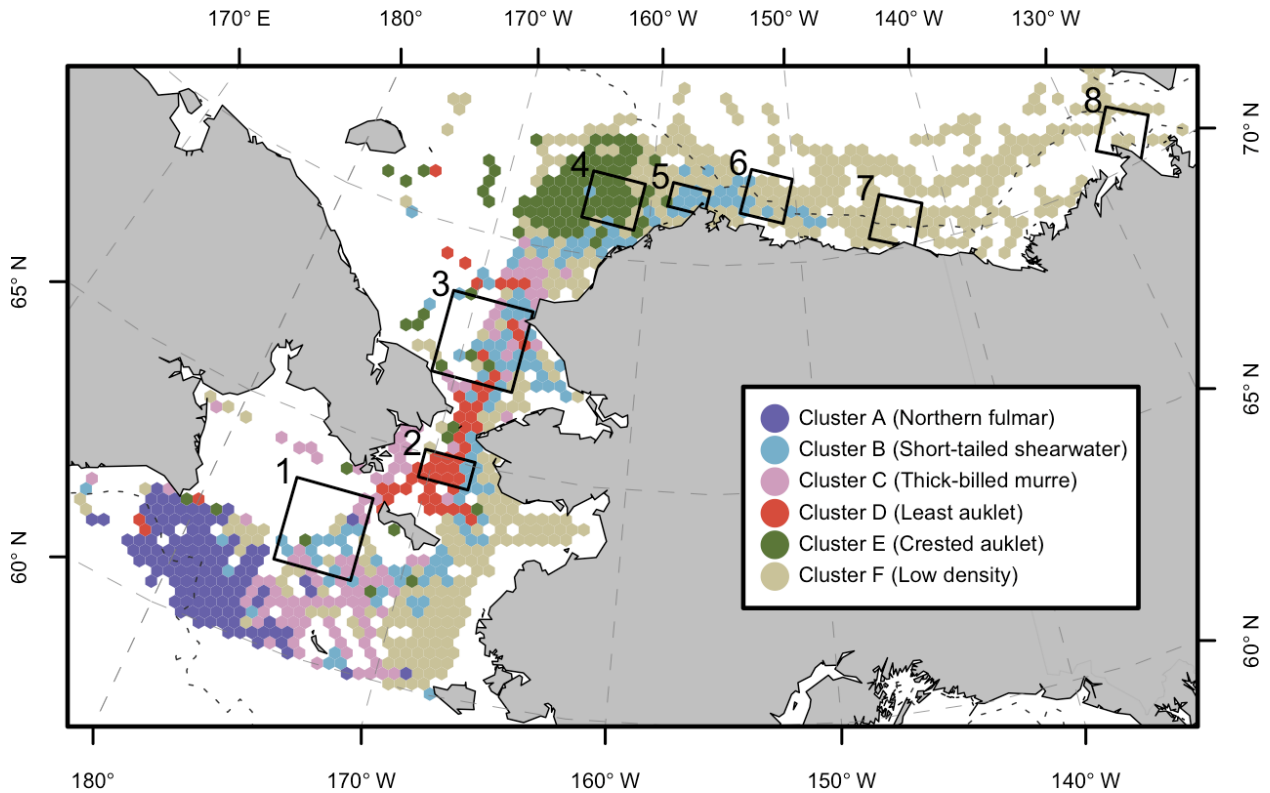 170° E 180° 170° W 160° W 150° W 140° W 130° W
8
70° N
4
5
6
7
65° N
3
65° N
Cluster A (Northern fulmar)
Cluster B (Short-tailed shearwater)
Cluster C (Thick-billed murre)
Cluster D (Least auklet)
Cluster E (Crested auklet)
Cluster F (Low density)
2
1
60° N
60° N
180° 170° W 160° W 150° W 140° W